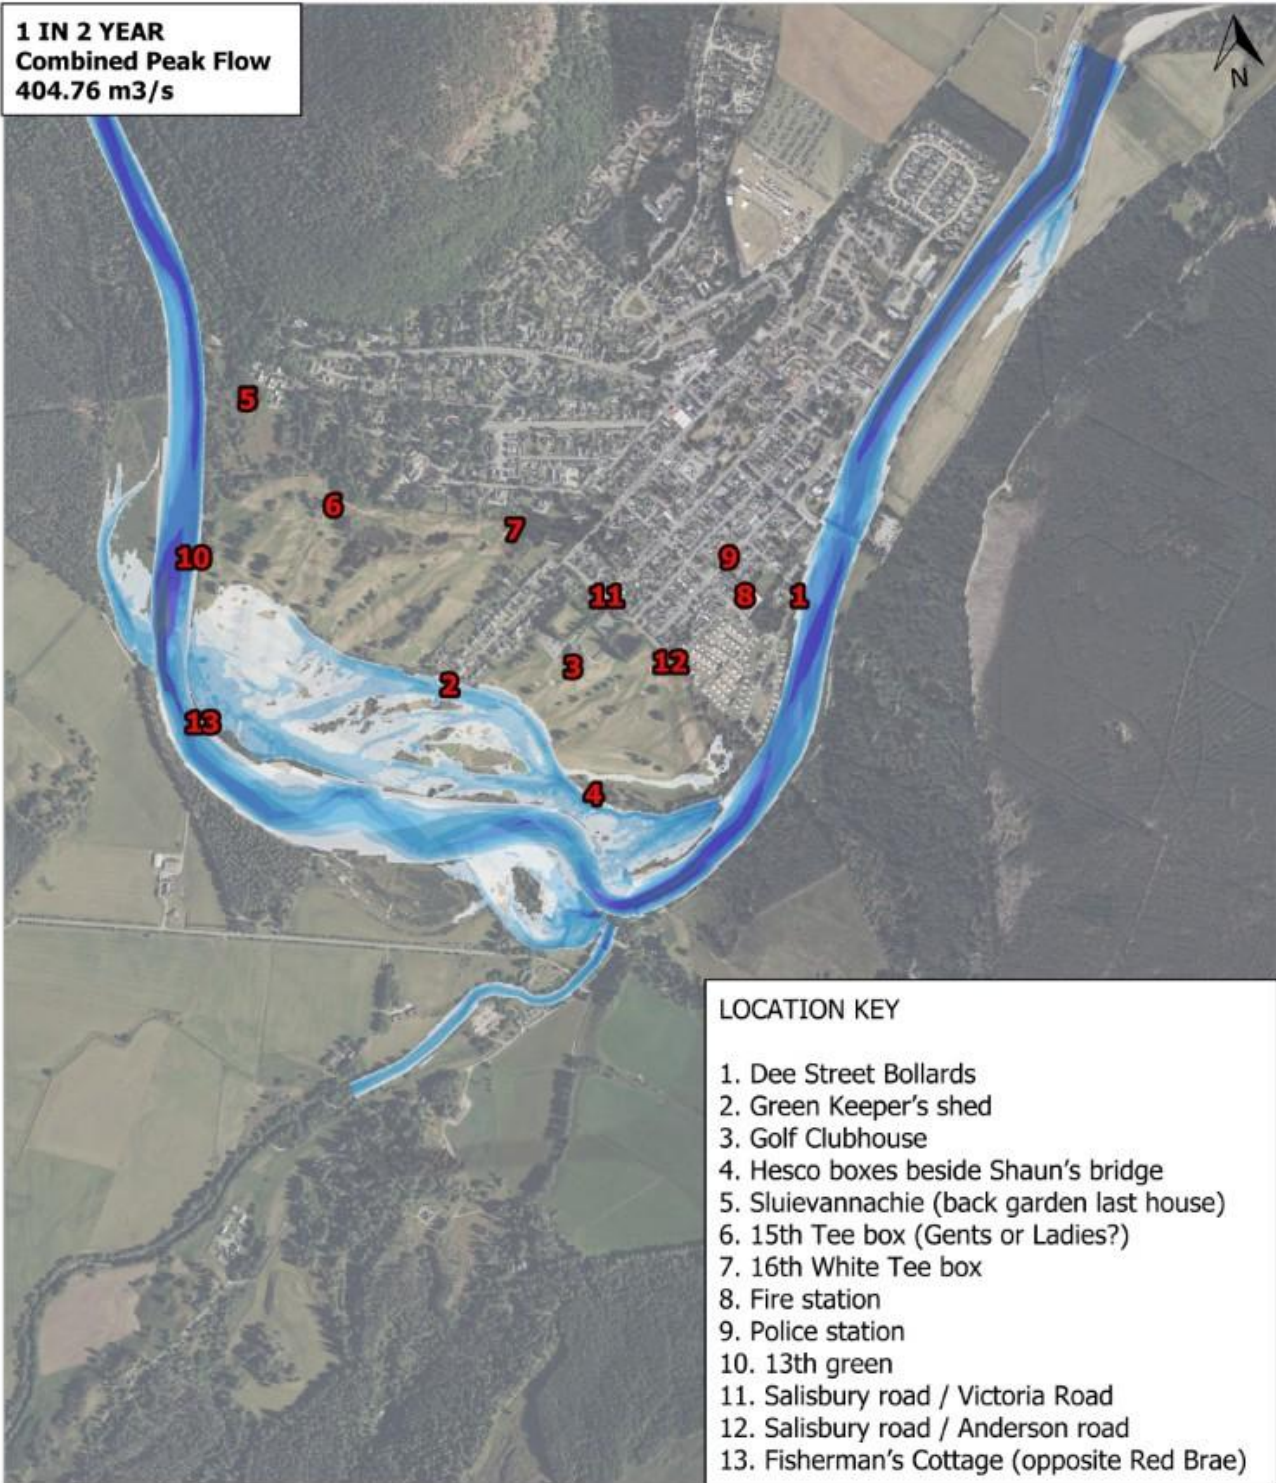 1 IN 2 YEAR
Combined Peak Flow
404.76 m3/s
N
5
6
7
10
9
11
8
1
3
12
2
13
4
LOCATION KEY
1. Dee Street Bollards
2. Green Keeper's shed
3. Golf Clubhouse
4. Hesco boxes beside Shaun's bridge
5. Sluievannachie (back garden last house)
6. 15th Tee box (Gents or Ladies?)
7. 16th White Tee box
8. Fire station
9. Police station
10. 13th green
11. Salisbury road / Victoria Road
12. Salisbury road / Anderson road
13. Fisherman's Cottage (opposite Red Brae)